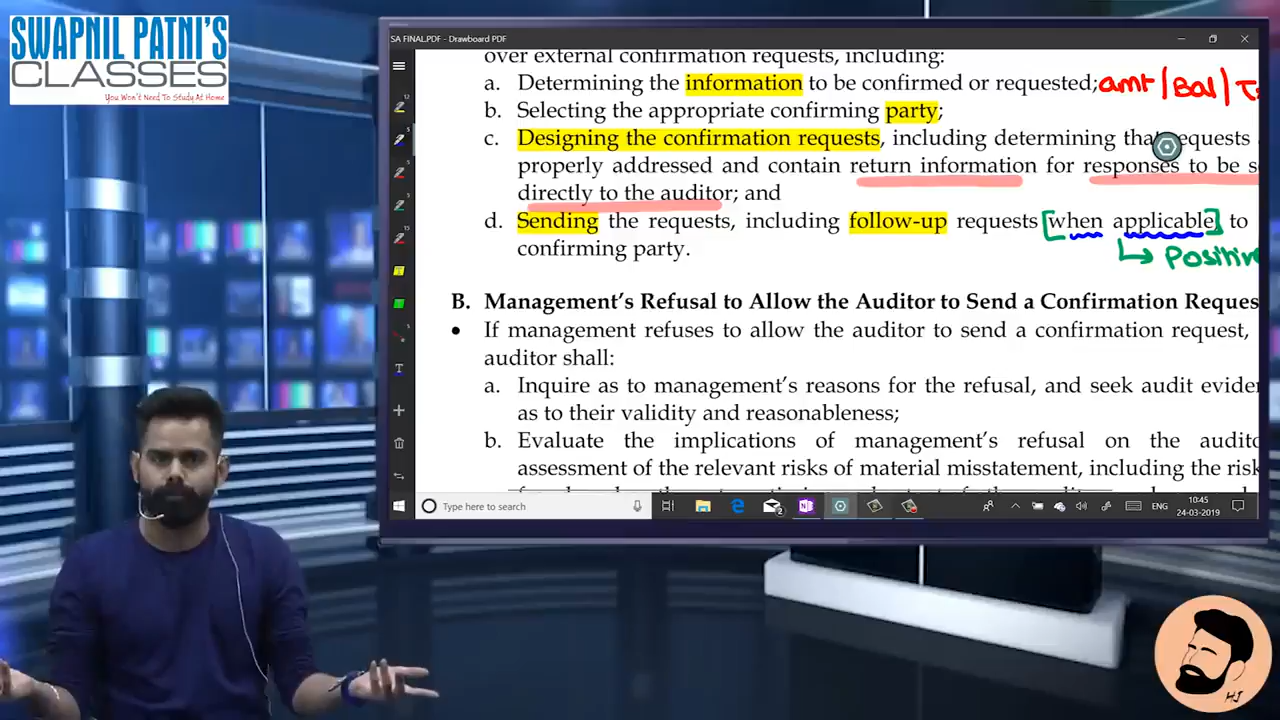 SWAPNIL PATNI'S
CLASSES
You Won't Need To Study At Home
SA FINAL.PDF - Drawboard PDF
over external confirmation requests, including:
a. Determining the information to be confirmed or requested; amt | Bal |
b. Selecting the appropriate confirming party;
c. Designing the confirmation requests, including determining that requests
properly addressed and contain return information for responses to be s
directly to the auditor; and
d. Sending the requests, including follow-up requests [when applicable] to
confirming party.
→ Positive
B. Management's Refusal to Allow the Auditor to Send a Confirmation Reques
• If management refuses to allow the auditor to send a confirmation request,
auditor shall:
a. Inquire as to management's reasons for the refusal, and seek audit eviden
as to their validity and reasonableness;
b. Evaluate the implications of management's refusal on the audito
assessment of the relevant risks of material misstatement, including the risk
Type here to search
ENG
10:45
24-03-2019
HJ